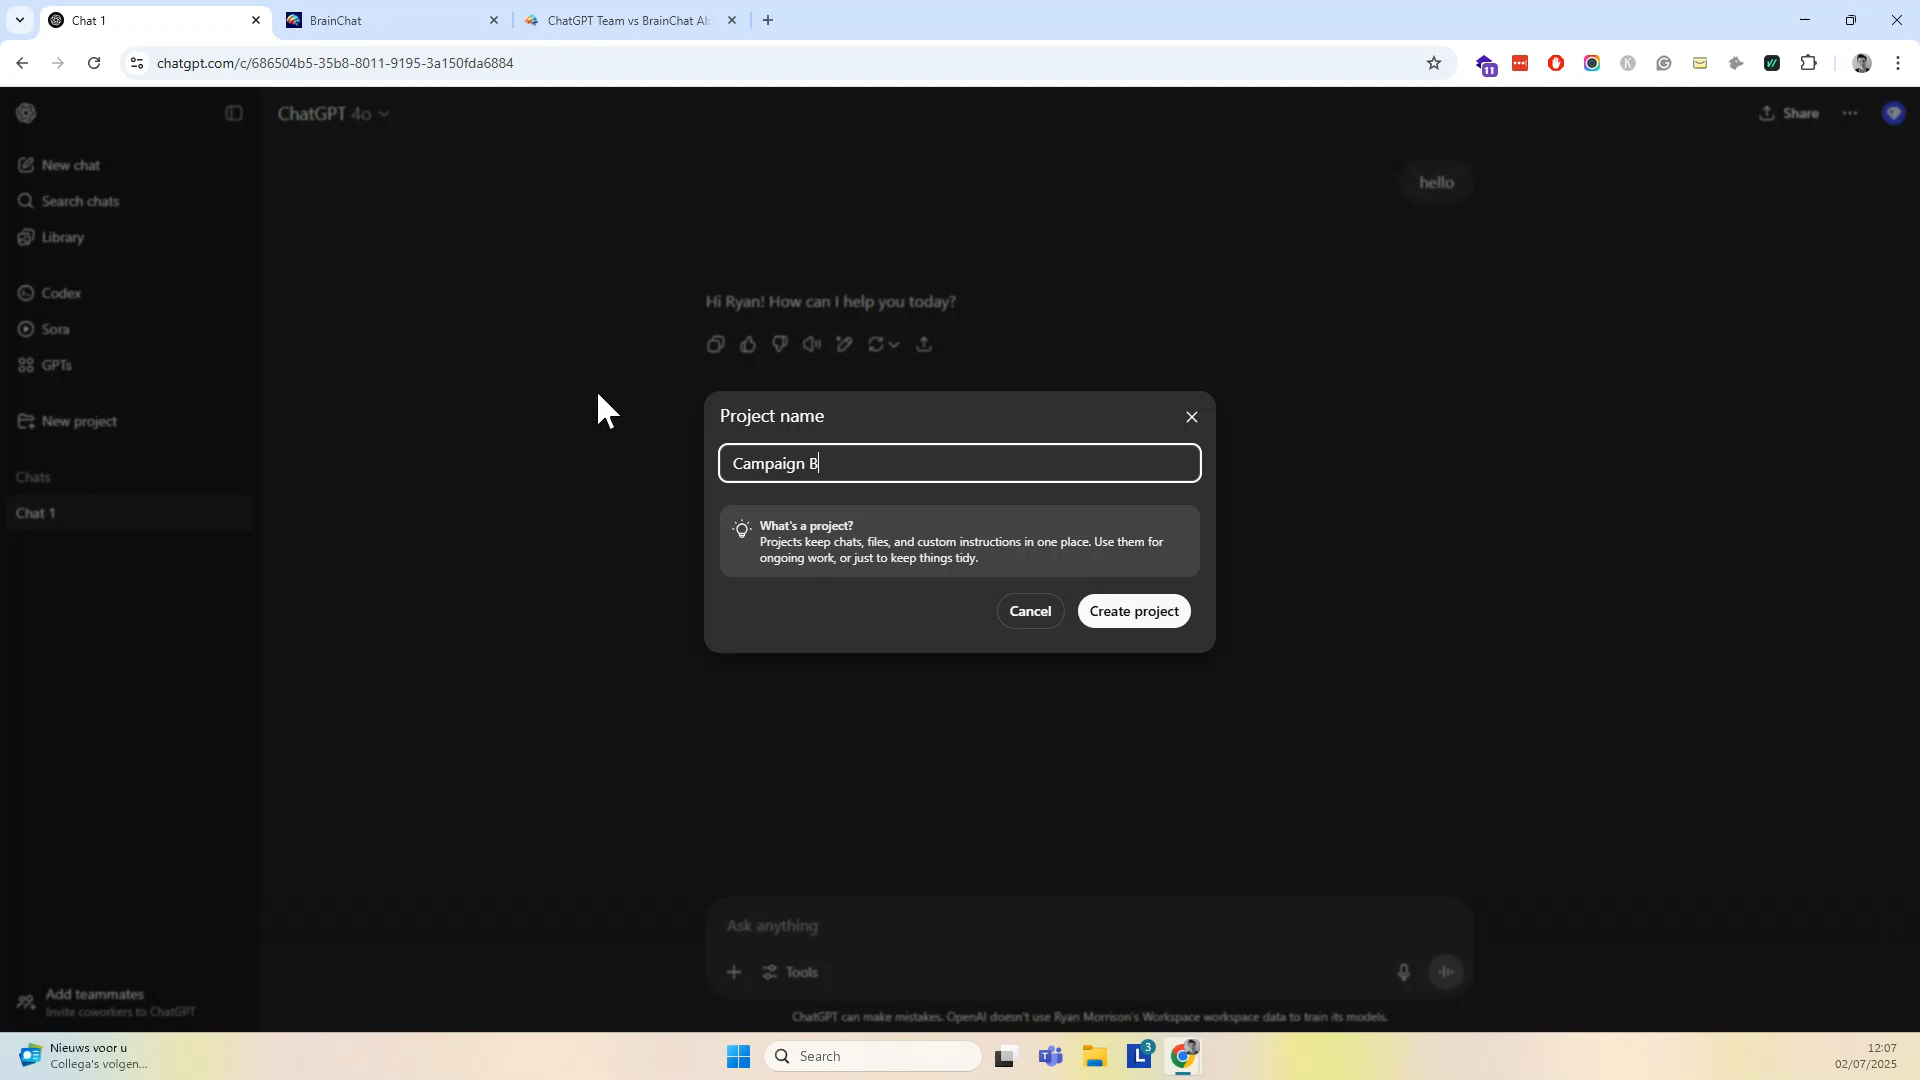 Chat 1
BrainChat
ChatGPT Team vs BrainChat AI:
chatgpt.com/c/686504b5-35b8-8011-9195-3a150fda6884
11
ChatGPT 4o
Share
New chat
Search chats
Library
Codex
Sora
GPTs
New project
Chats
Chat 1
hello
Hi Ryan! How can I help you today?
Project name
Campaign B
What's a project?
Projects keep chats, files, and custom instructions in one place. Use them for
ongoing work, or just to keep things tidy.
Cancel
Create project
Ask anything
Tools
ChatGPT can make mistakes. OpenAI doesn't use Ryan Morrison's Workspace workspace data to train its models.
Add teammates
Invite coworkers to ChatGPT
Nieuws voor u
Collega's volgen...
Search
L
3
12:07
02/07/2025